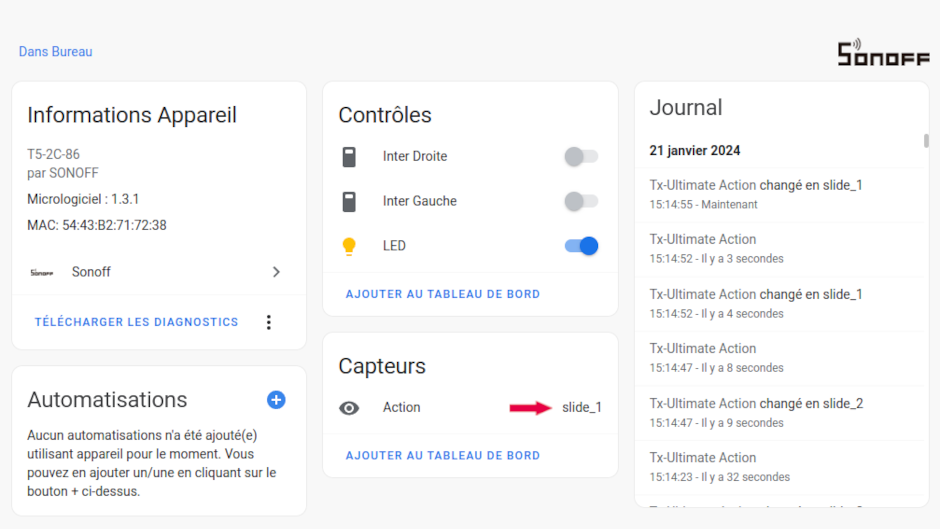 Dans Bureau
SONOFF
Informations Appareil
T5-2C-86
par SONOFF
Micrologiciel : 1.3.1
MAC: 54:43:B2:71:72:38
SONOFF
Sonoff
TÉLÉCHARGER LES DIAGNOSTICS
Automatisations
Aucun automatisations n'a été ajouté(e)
utilisant appareil pour le moment. Vous
pouvez en ajouter un/une en cliquant sur le
bouton + ci-dessus.
Contrôles
Inter Droite
Inter Gauche
LED
AJOUTER AU TABLEAU DE BORD
Capteurs
Action
slide_1
AJOUTER AU TABLEAU DE BORD
Journal
21 janvier 2024
Tx-Ultimate Action changé en slide_1
15:14:55 - Maintenant
Tx-Ultimate Action
15:14:52 - Il y a 3 secondes
Tx-Ultimate Action changé en slide_1
15:14:52 - Il y a 4 secondes
Tx-Ultimate Action
15:14:47 - Il y a 8 secondes
Tx-Ultimate Action changé en slide_2
15:14:47 - Il y a 9 secondes
Tx-Ultimate Action
15:14:23 - Il y a 32 secondes